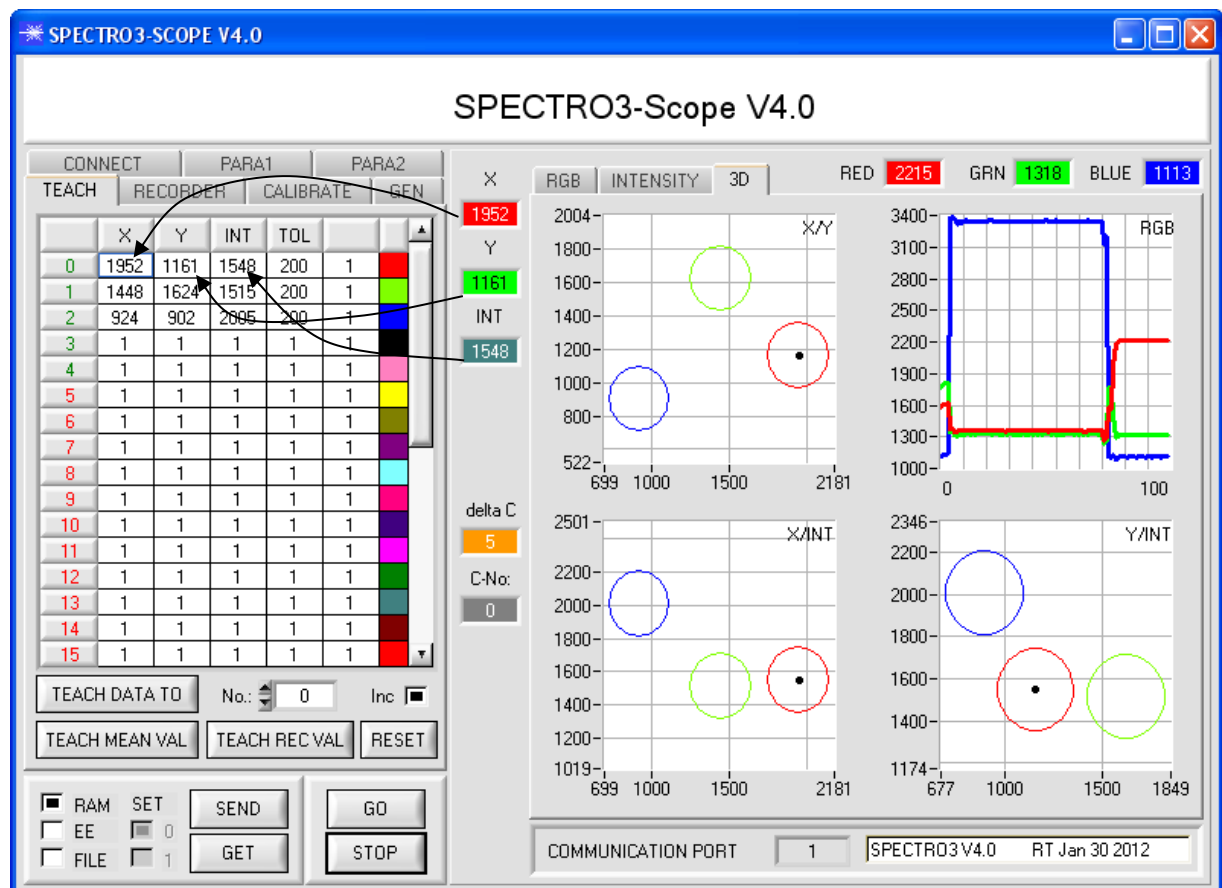 SPECTRO3-SCOPE V4.0
SPECTRO3-Scope V4.0
CONNECT PARA1 PARA2
TEACH RECORDER CALIBRATE GEN
X Y INT TOL
0 1952 1161 1548 200 1
1 1448 1624 1515 200 1
2 924 902 2005 200 1
3 1 1 1 1 1
4 1 1 1 1 1
5 1 1 1 1 1
6 1 1 1 1 1
7 1 1 1 1 1
8 1 1 1 1 1
9 1 1 1 1 1
10 1 1 1 1 1
11 1 1 1 1 1
12 1 1 1 1 1
13 1 1 1 1 1
14 1 1 1 1 1
15 1 1 1 1 1
TEACH DATA TO No.: 0 Inc
TEACH MEAN VAL TEACH REC VAL RESET
RAM SET SEND GO
EE 0
FILE 1 GET STOP
X
1952
Y
1161
INT
1548
delta C
5
C-No:
0
RGB INTENSITY 3D
RED 2215 GRN 1318 BLUE 1113
X/Y
2004
1800
1600
1400
1200
1000
800
522
699 1000 1500 2181
RGB
3400
3100
2800
2500
2200
1900
1600
1300
1000
0 100
X/INT
2501
2200
2000
1800
1600
1400
1200
1019
699 1000 1500 2181
Y/INT
2346
2200
2000
1800
1600
1400
1174
677 1000 1500 1849
COMMUNICATION PORT 1 SPECTRO3 V4.0 RT Jan 30 2012